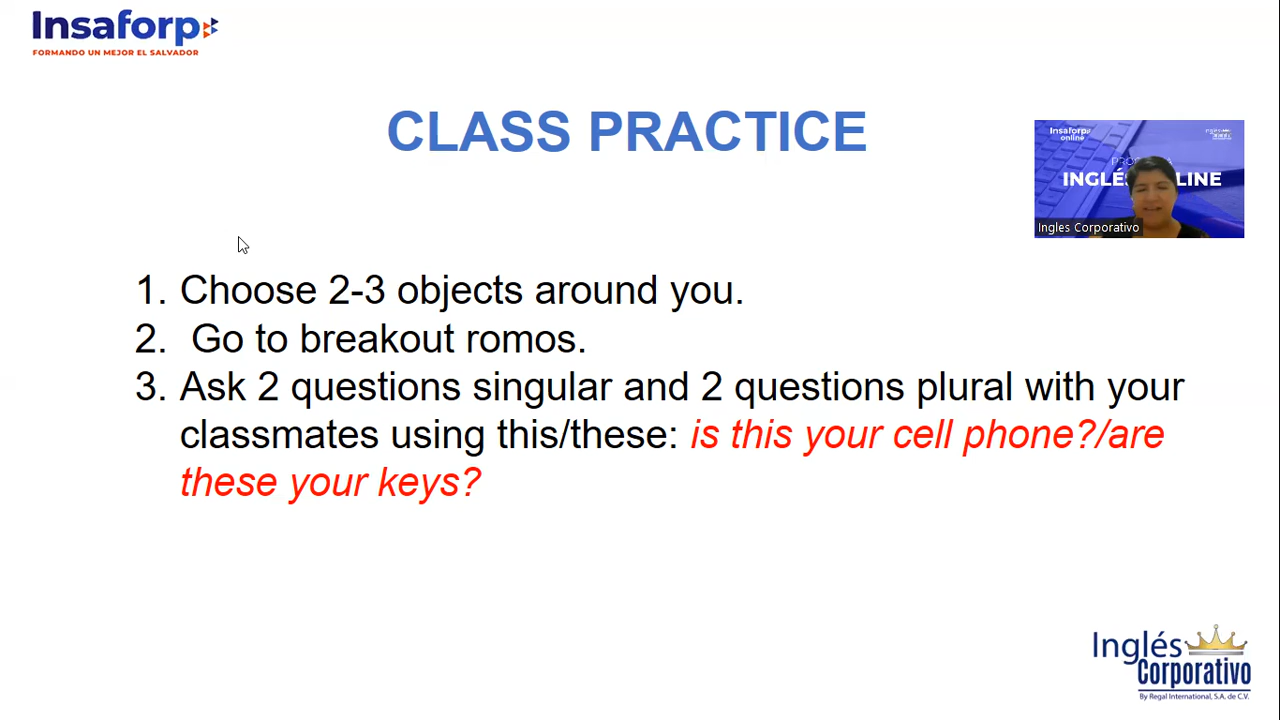 Insaforp
FORMANDO UN MEJOR EL SALVADOR
CLASS PRACTICE
Insaforp
online
INGLÉS
LINE
Ingles Corporativo
1. Choose 2-3 objects around you.
2. Go to breakout romos.
3. Ask 2 questions singular and 2 questions plural with your
classmates using this/these: is this your cell phone?/are
these your keys?
Inglés
Corporativo
By Regal International, S.A. de C.V.